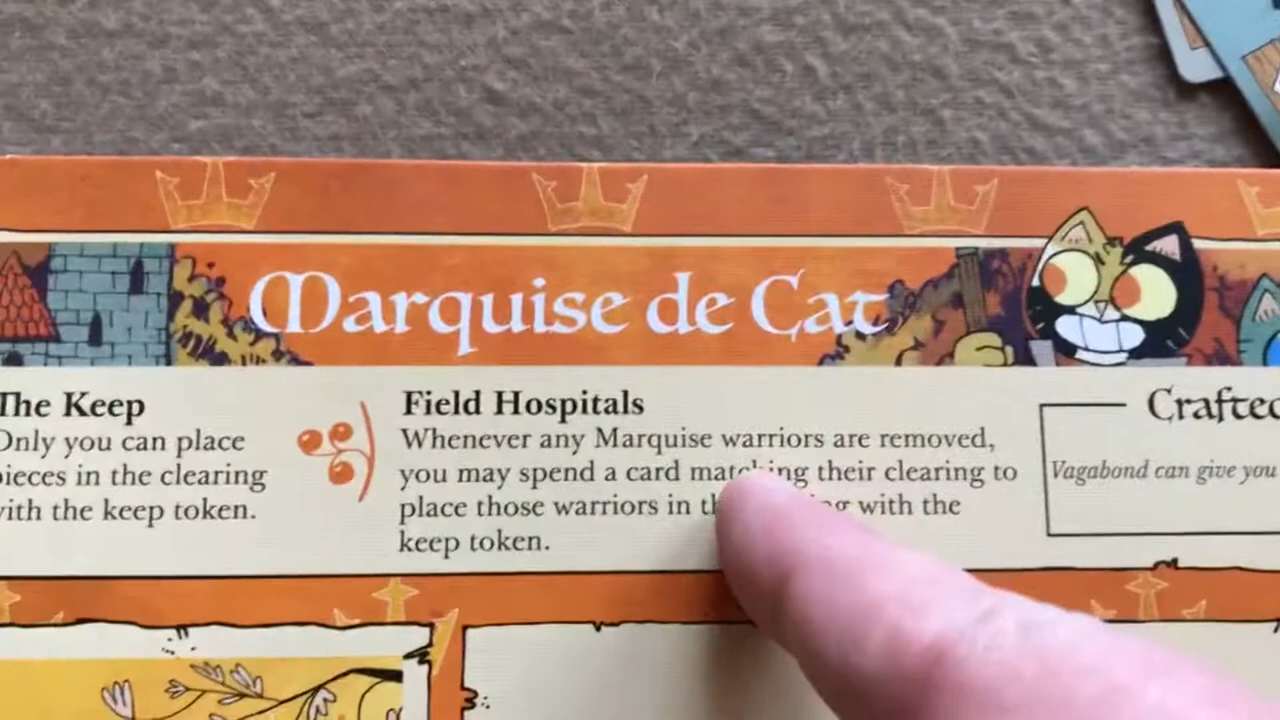 Marquise de Cat
The Keep
Only you can place
pieces in the clearing
with the keep token.
Field Hospitals
Whenever any Marquise warriors are removed,
you may spend a card matching their clearing to
place those warriors in with the
keep token.
Crafted
Vagabond can give you